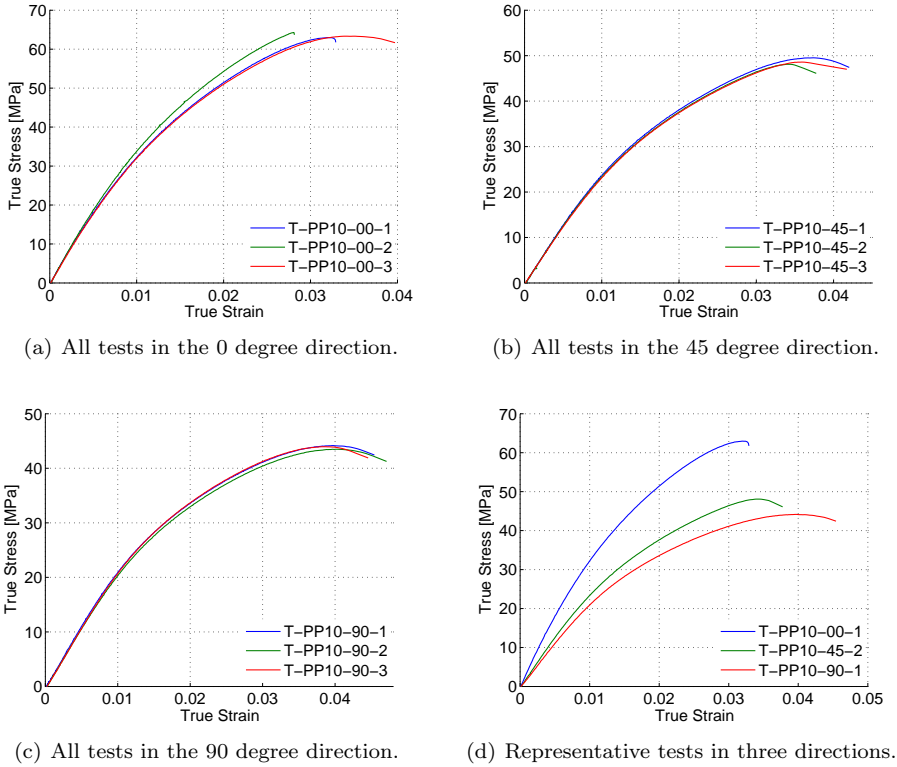 70
60
50
40
30
20
10
0
True Stress [MPa]
T−PP10−00−1
T−PP10−00−2
T−PP10−00−3
0 0.01 0.02 0.03 0.04
True Strain
(a) All tests in the 0 degree direction.
60
50
40
30
20
10
0
True Stress [MPa]
T−PP10−45−1
T−PP10−45−2
T−PP10−45−3
0 0.01 0.02 0.03 0.04
True Strain
(b) All tests in the 45 degree direction.
50
40
30
20
10
0
True Stress [MPa]
T−PP10−90−1
T−PP10−90−2
T−PP10−90−3
0 0.01 0.02 0.03 0.04
True Strain
(c) All tests in the 90 degree direction.
70
60
50
40
30
20
10
0
True Stress [MPa]
T−PP10−00−1
T−PP10−45−2
T−PP10−90−1
0 0.01 0.02 0.03 0.04 0.05
True Strain
(d) Representative tests in three directions.